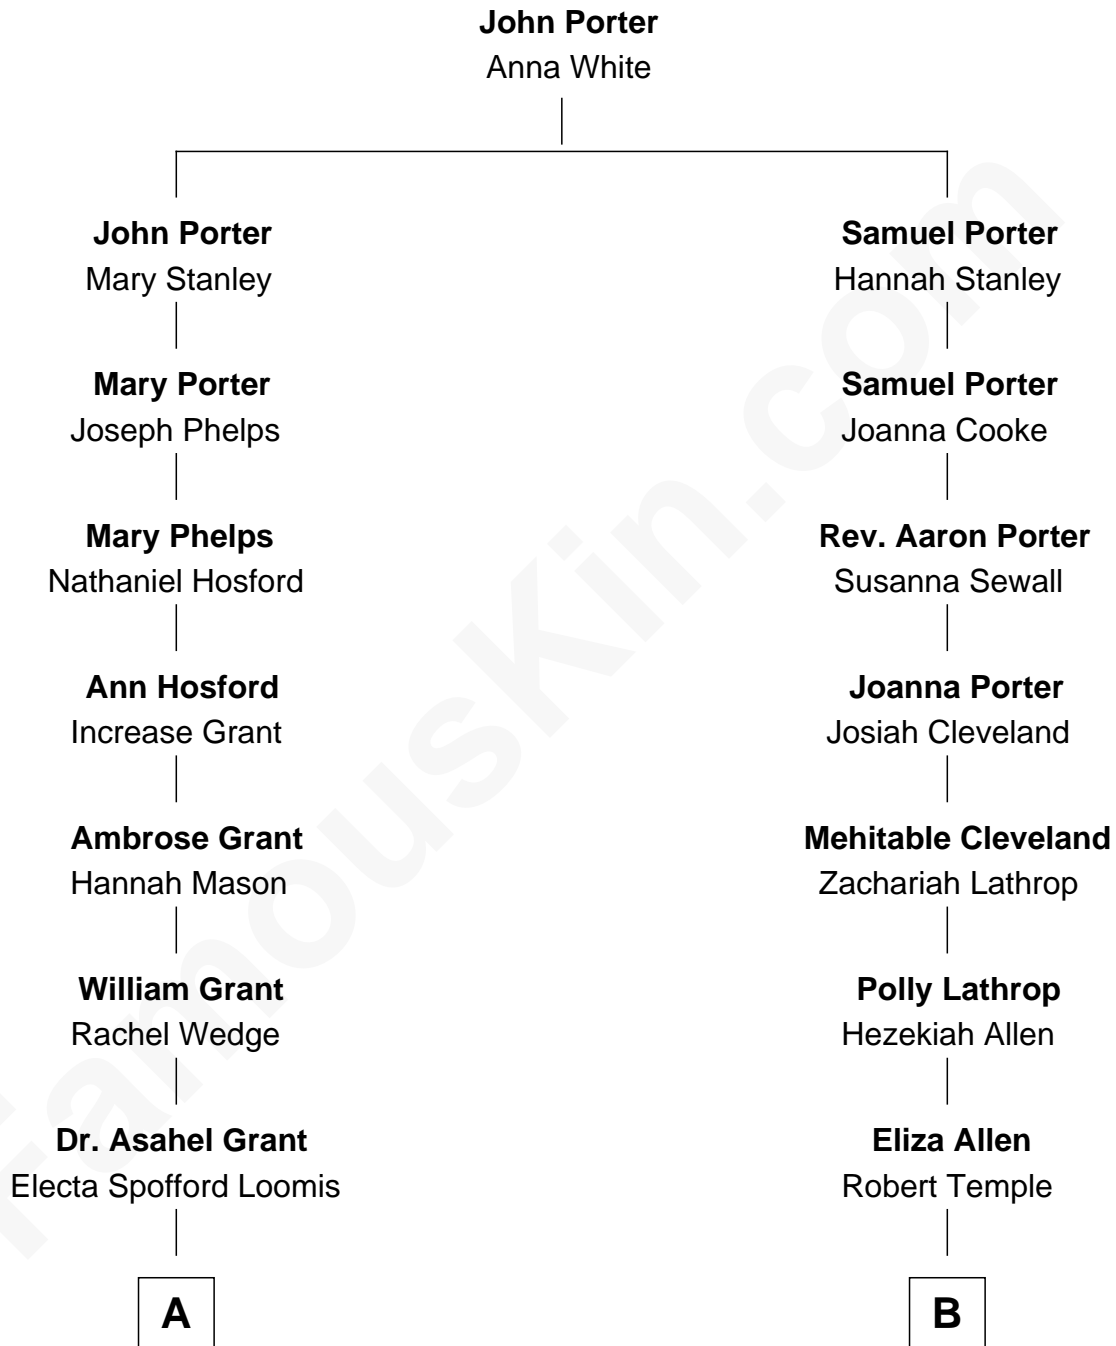 John Porter
Anna White
John Porter
Mary Stanley
Samuel Porter
Hannah Stanley
Mary Porter
Joseph Phelps
Samuel Porter
Joanna Cooke
Mary Phelps
Nathaniel Hosford
Rev. Aaron Porter
Susanna Sewall
Ann Hosford
Increase Grant
Joanna Porter
Josiah Cleveland
Ambrose Grant
Hannah Mason
Mehitable Cleveland
Zachariah Lathrop
William Grant
Rachel Wedge
Polly Lathrop
Hezekiah Allen
Dr. Asahel Grant
Electa Spofford Loomis
Eliza Allen
Robert Temple
A
B
FamousKin.com